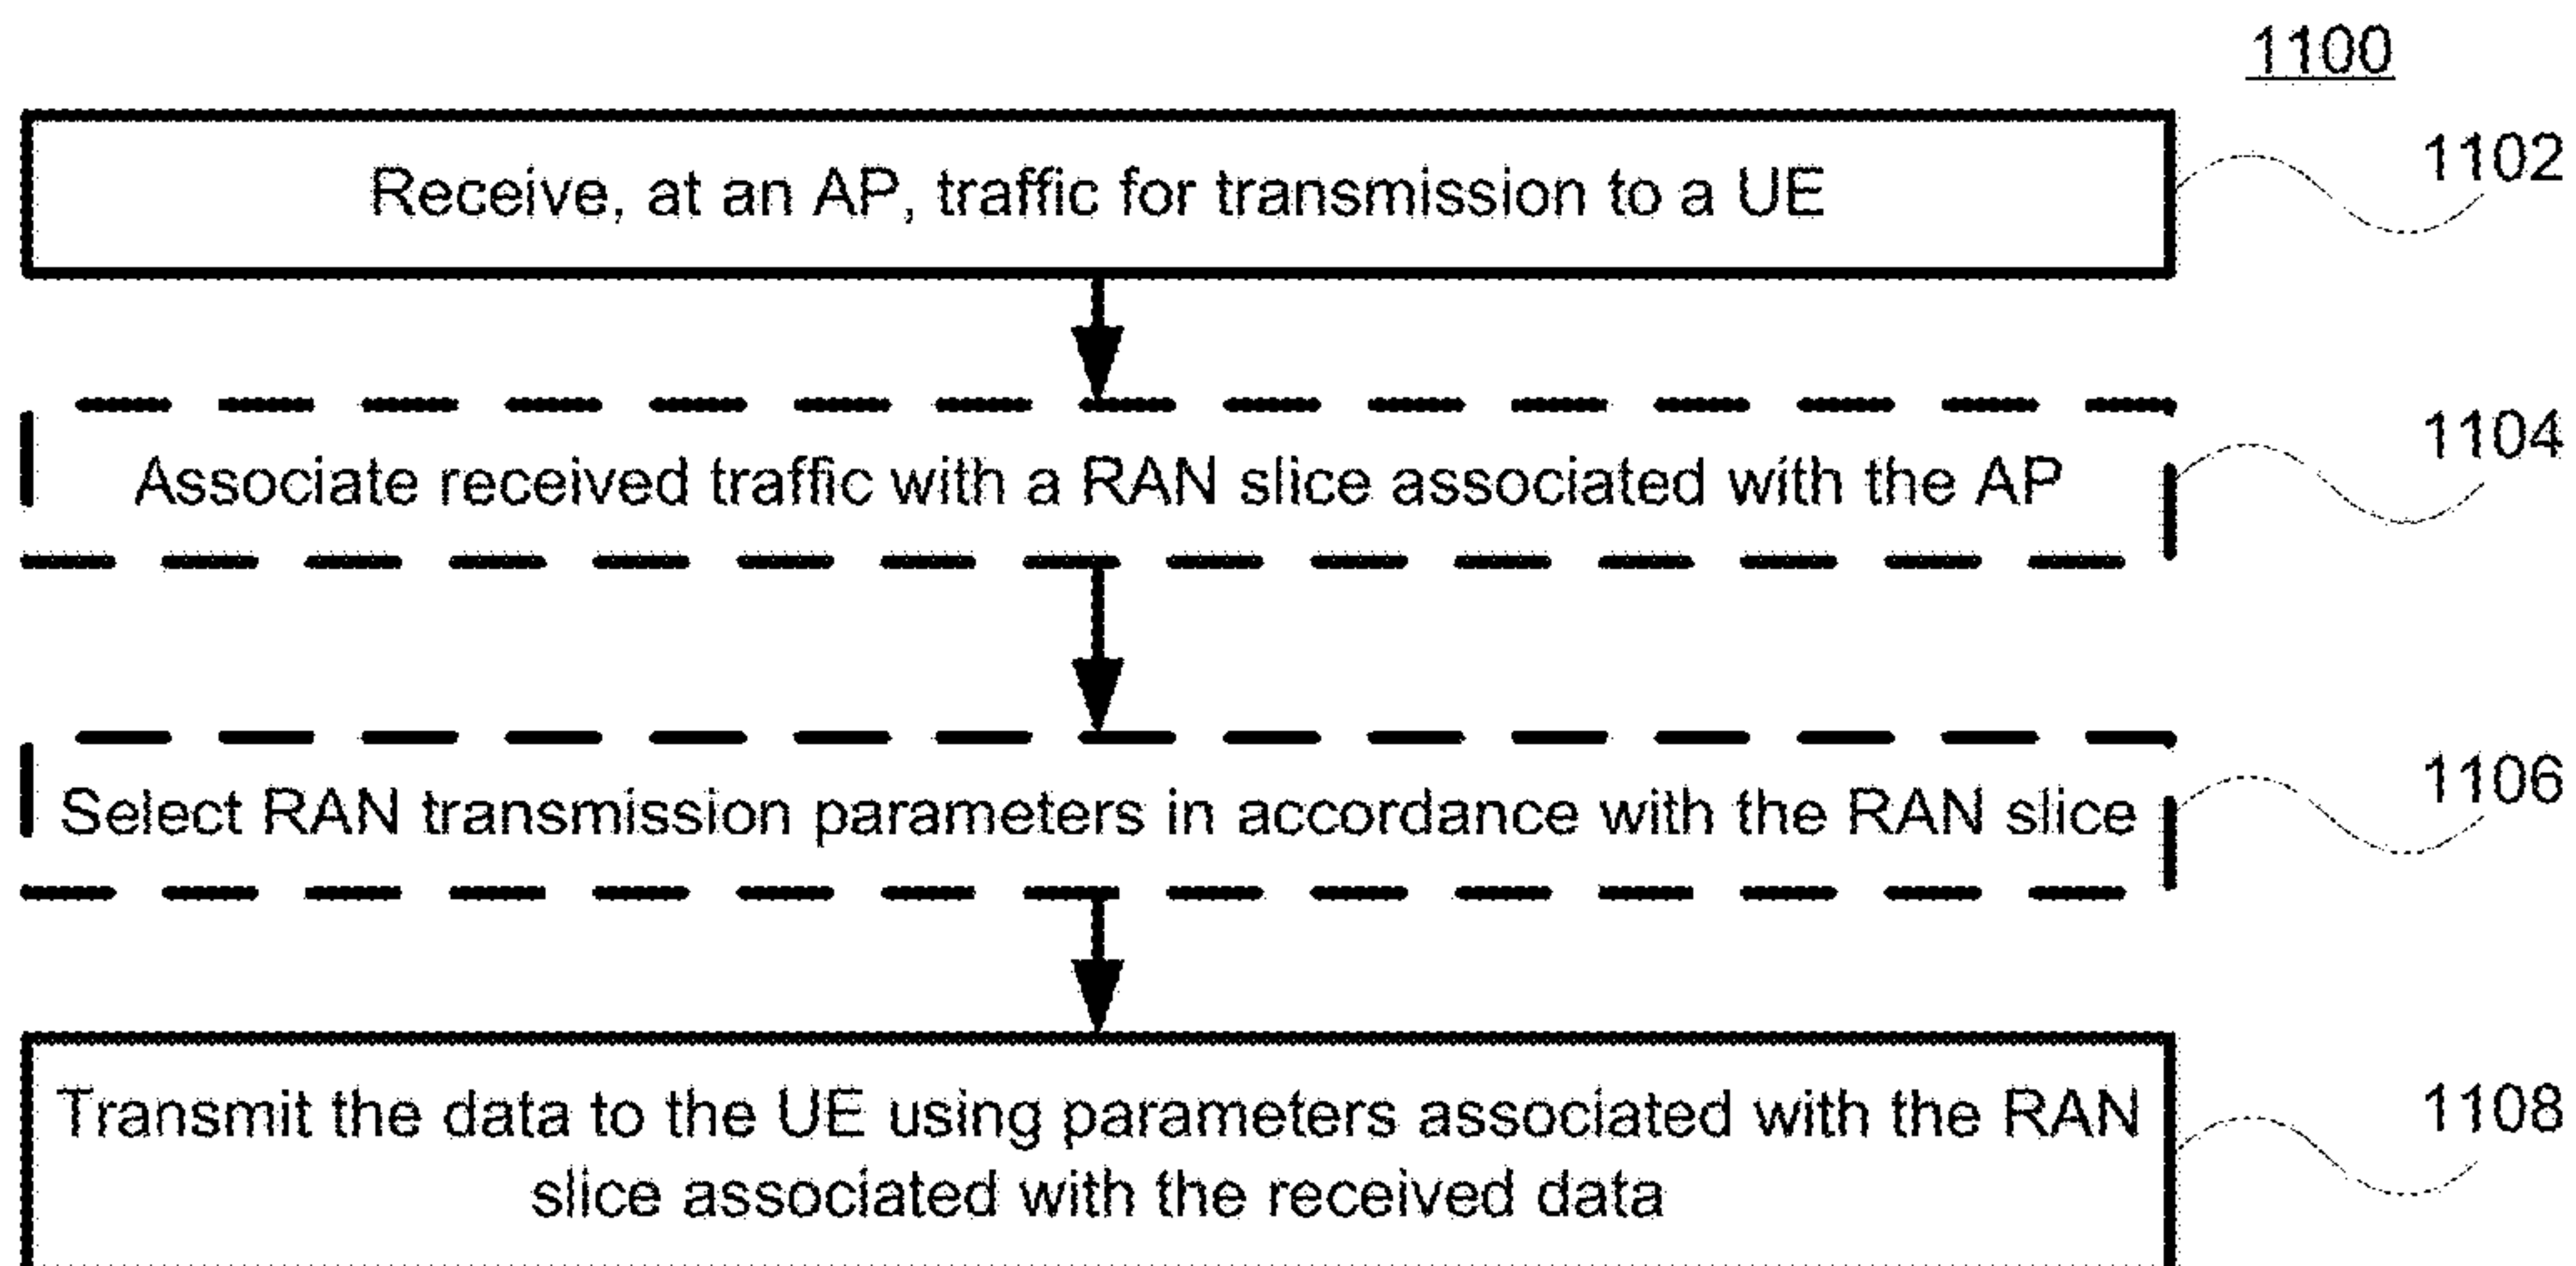 1100
Receive, at an AP, traffic for transmission to a UE
1102
Associate received traffic with a RAN slice associated with the AP
1104
Select RAN transmission parameters in accordance with the RAN slice
1106
Transmit the data to the UE using parameters associated with the RAN
slice associated with the received data
1108